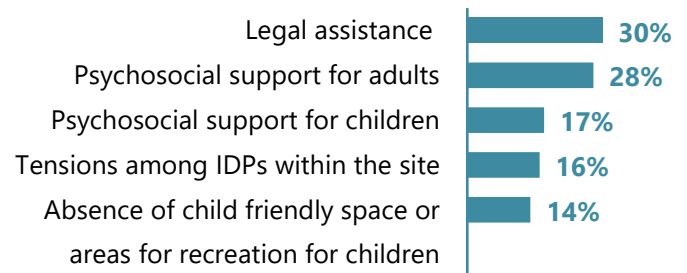 Legal assistance 30%
Psychosocial support for adults 28%
Psychosocial support for children 17%
Tensions among IDPs within the site 16%
Absence of child friendly space or 14%
areas for recreation for children